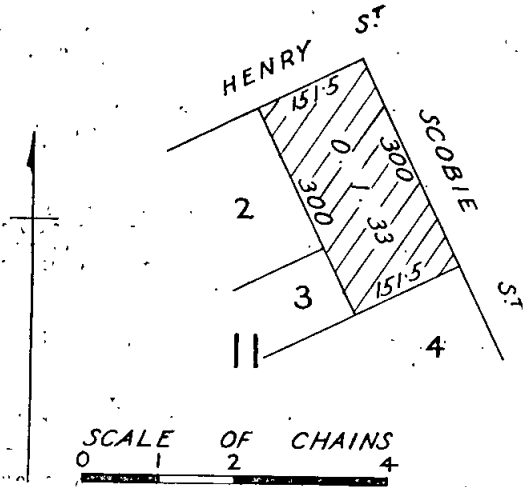 HENRY ST
SCOBIE ST
151·5
300
0. 1. 33
300
151·5
2
3
4
11
SCALE OF CHAINS
0 1 2 4